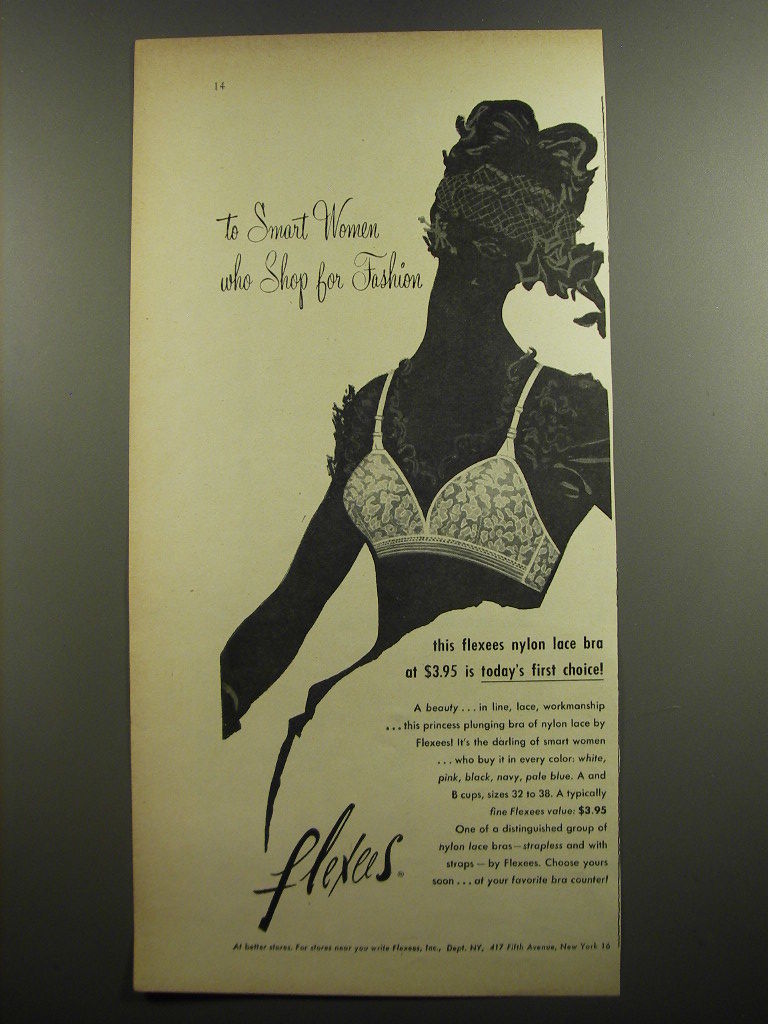 14
to Smart Women
who Shop for Fashion
this flexees nylon lace bra
at $3.95 is today's first choice!
A beauty . . . in line, lace, workmanship
. . . this princess plunging bra of nylon lace by
Flexees! It's the darling of smart women
. . . who buy it in every color: white,
pink, black, navy, pale blue. A and
B cups, sizes 32 to 38. A typically
fine Flexees value: $3.95
One of a distinguished group of
nylon lace bras—strapless and with
straps — by Flexees. Choose yours
soon . . . at your favorite bra counter!
flexees®
At better stores. For stores near you write Flexees, Inc., Dept. NY, 417 Fifth Avenue, New York 16